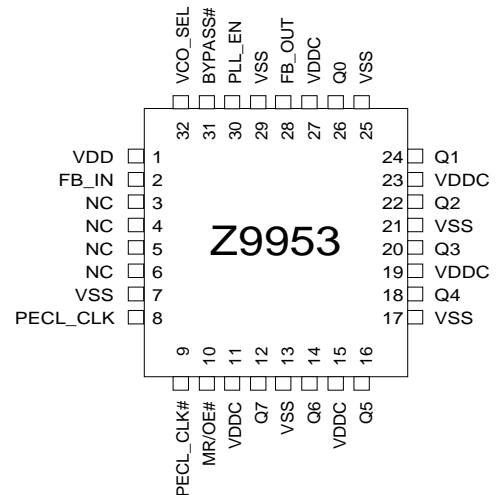 VCO_SEL
BYPASS#
PLL_EN
VSS
FB_OUT
VDDC
Q0
VSS
32
31
30
29
28
27
26
25
VDD 1
FB_IN 2
NC 3
NC 4
NC 5
NC 6
VSS 7
PECL_CLK 8
Z9953
24 Q1
23 VDDC
22 Q2
21 VSS
20 Q3
19 VDDC
18 Q4
17 VSS
9
10
11
12
13
14
15
16
PECL_CLK#
MR/OE#
VDDC
Q7
VSS
Q6
VDDC
Q5